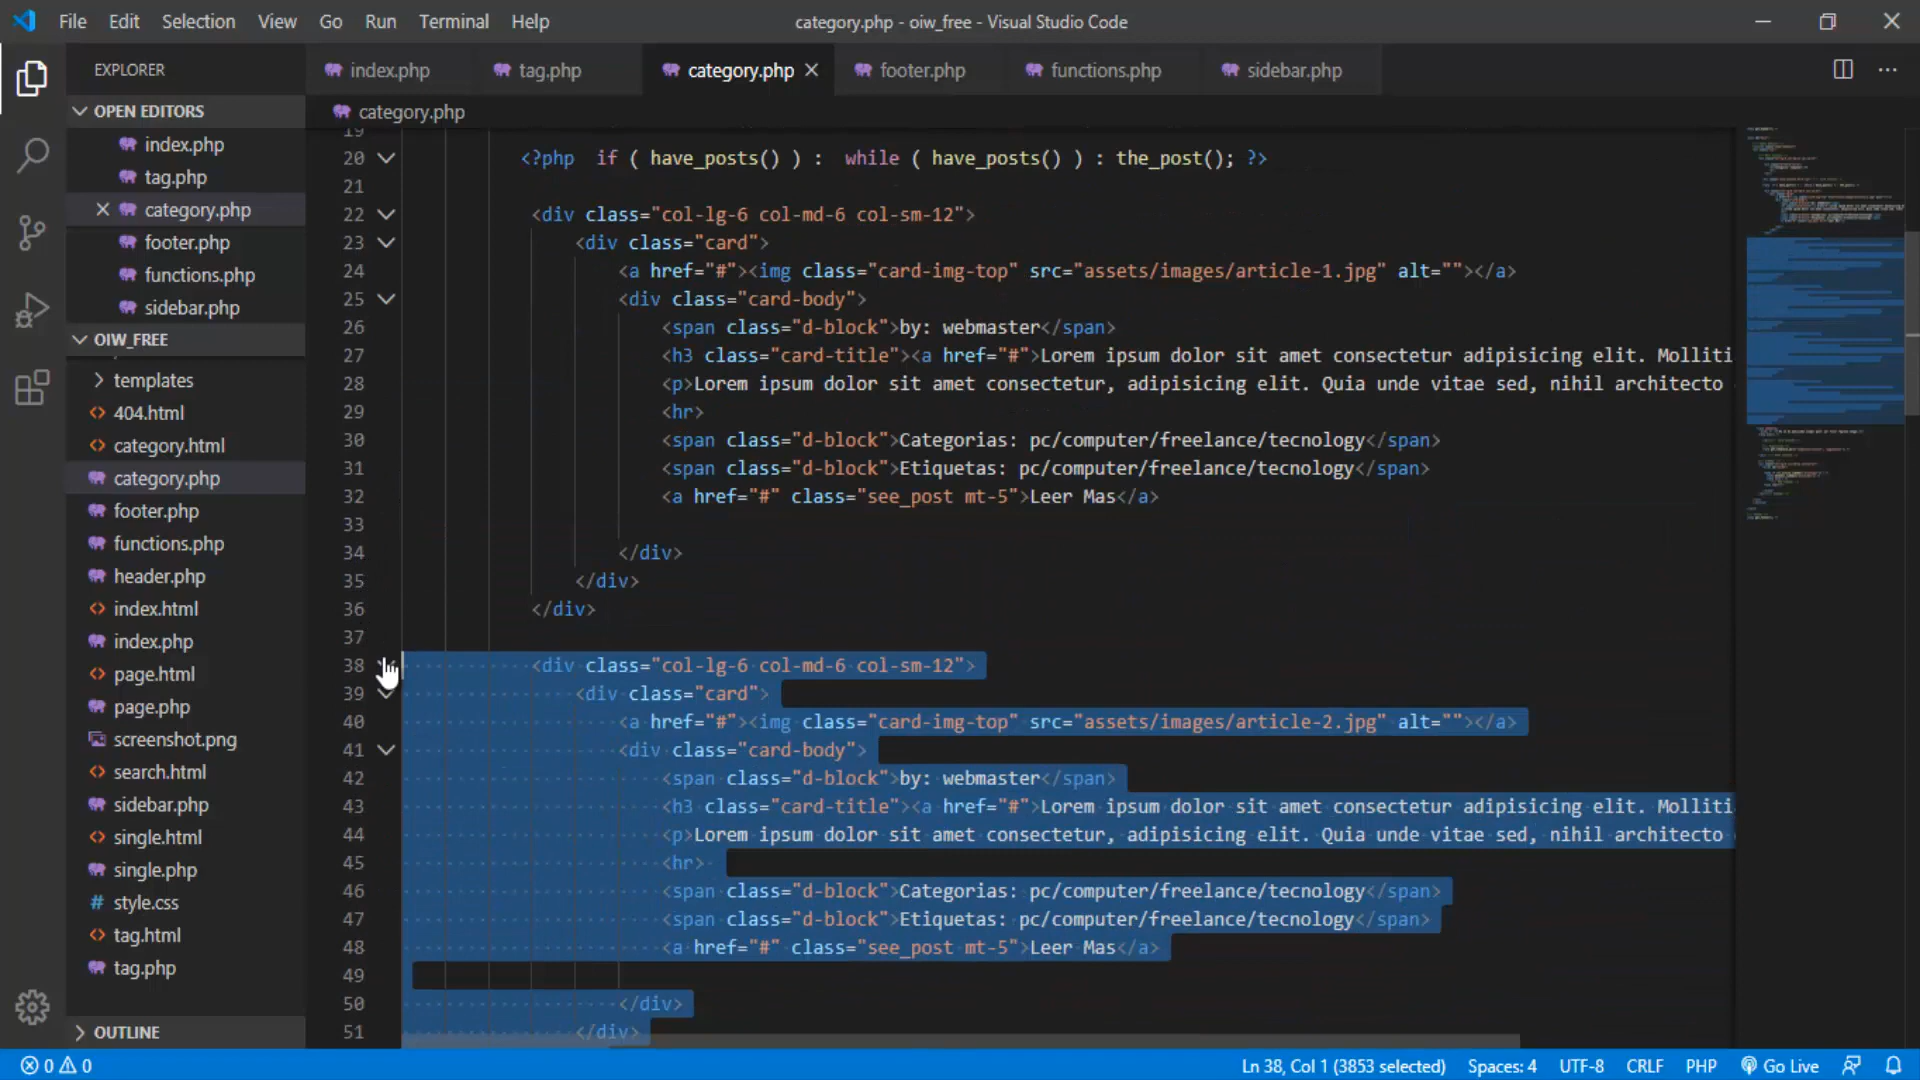 File Edit Selection View Go Run Terminal Help
category.php - oiw_free - Visual Studio Code
EXPLORER
OPEN EDITORS
index.php
tag.php
category.php
footer.php
functions.php
sidebar.php
OIW_FREE
templates
404.html
category.html
category.php
footer.php
functions.php
header.php
index.html
index.php
page.html
page.php
screenshot.png
search.html
sidebar.php
single.html
single.php
style.css
tag.html
tag.php
OUTLINE
index.php tag.php category.php footer.php functions.php sidebar.php
category.php
19
20 <?php if ( have_posts() ) : while ( have_posts() ) : the_post(); ?>
21
22 <div class="col-lg-6 col-md-6 col-sm-12">
23 <div class="card">
24 <a href="#"><img class="card-img-top" src="assets/images/article-1.jpg" alt=""></a>
25 <div class="card-body">
26 <span class="d-block">by: webmaster</span>
27 <h3 class="card-title"><a href="#">Lorem ipsum dolor sit amet consectetur adipisicing elit. Molliti
28 <p>Lorem ipsum dolor sit amet consectetur, adipisicing elit. Quia unde vitae sed, nihil architecto
29 <hr>
30 <span class="d-block">Categorias: pc/computer/freelance/tecnology</span>
31 <span class="d-block">Etiquetas: pc/computer/freelance/tecnology</span>
32 <a href="#" class="see_post mt-5">Leer Mas</a>
33
34 </div>
35 </div>
36 </div>
37
38 <div class="col-lg-6 col-md-6 col-sm-12">
39 <div class="card">
40 <a href="#"><img class="card-img-top" src="assets/images/article-2.jpg" alt=""></a>
41 <div class="card-body">
42 <span class="d-block">by: webmaster</span>
43 <h3 class="card-title"><a href="#">Lorem ipsum dolor sit amet consectetur adipisicing elit. Molliti
44 <p>Lorem ipsum dolor sit amet consectetur, adipisicing elit. Quia unde vitae sed, nihil architecto
45 <hr>
46 <span class="d-block">Categorias: pc/computer/freelance/tecnology</span>
47 <span class="d-block">Etiquetas: pc/computer/freelance/tecnology</span>
48 <a href="#" class="see_post mt-5">Leer Mas</a>
49
50 </div>
51 </div>
0 0 Ln 38, Col 1 (3853 selected) Spaces: 4 UTF-8 CRLF PHP Go Live